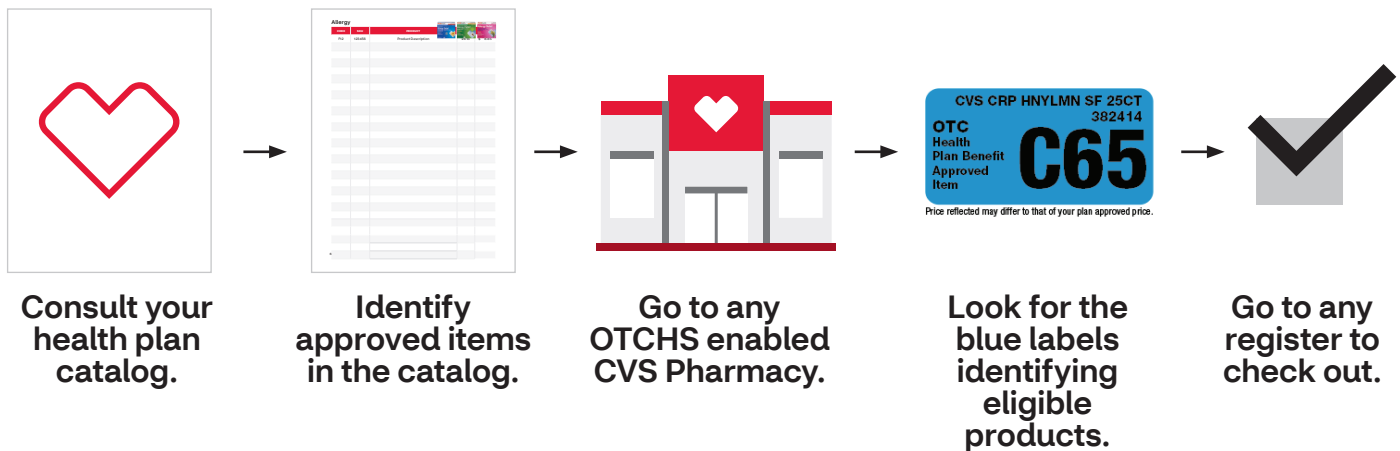 Allergy
PRODUCT
Product Description
CVS CRP HNYLMN SF 25CT
382414
OTC
Health
Plan Benefit
Approved
Item
C65
Price reflected may differ to that of your plan approved price.
Consult your
health plan
catalog.
Identify
approved items
in the catalog.
Go to any
OTCHS enabled
CVS Pharmacy.
Look for the
blue labels
identifying
eligible
products.
Go to any
register to
check out.